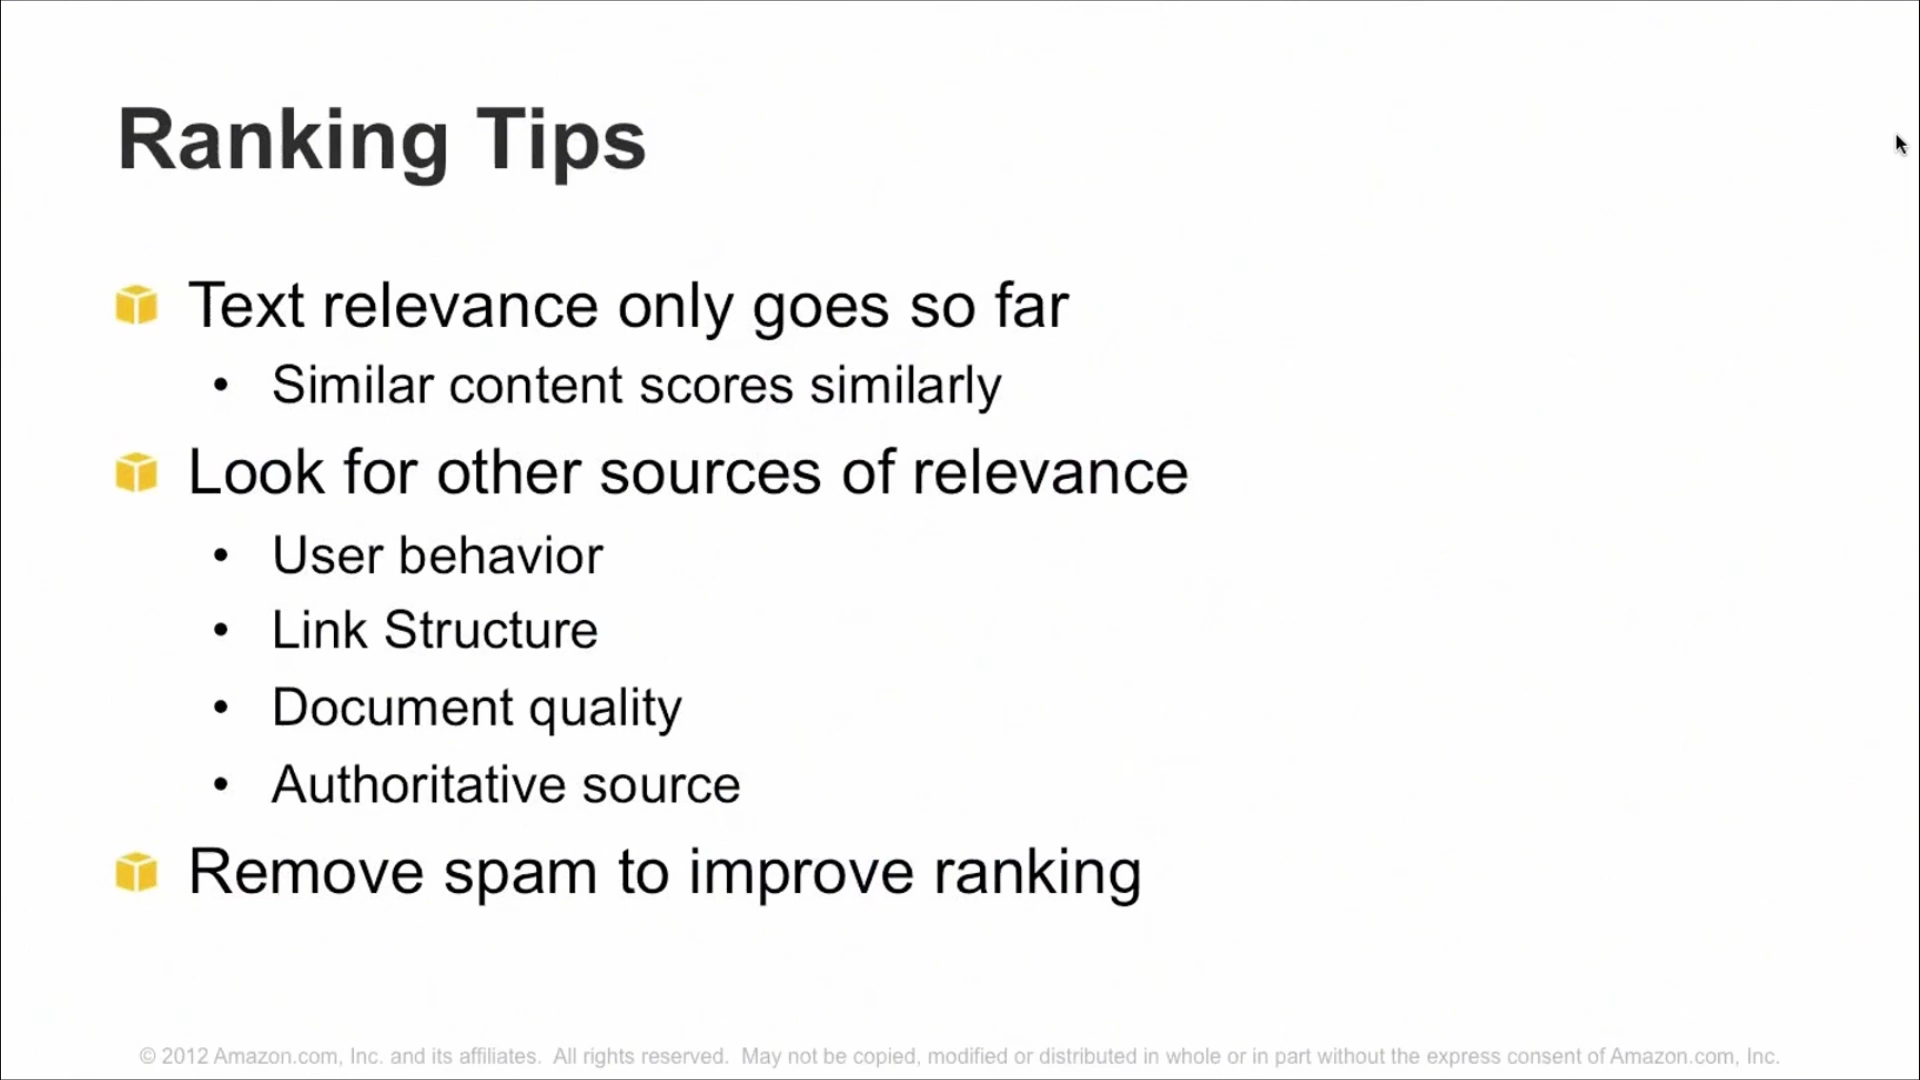 Ranking Tips
Text relevance only goes so far
• Similar content scores similarly
Look for other sources of relevance
• User behavior
• Link Structure
• Document quality
• Authoritative source
Remove spam to improve ranking
© 2012 Amazon.com, Inc. and its affiliates. All rights reserved. May not be copied, modified or distributed in whole or in part without the express consent of Amazon.com, Inc.